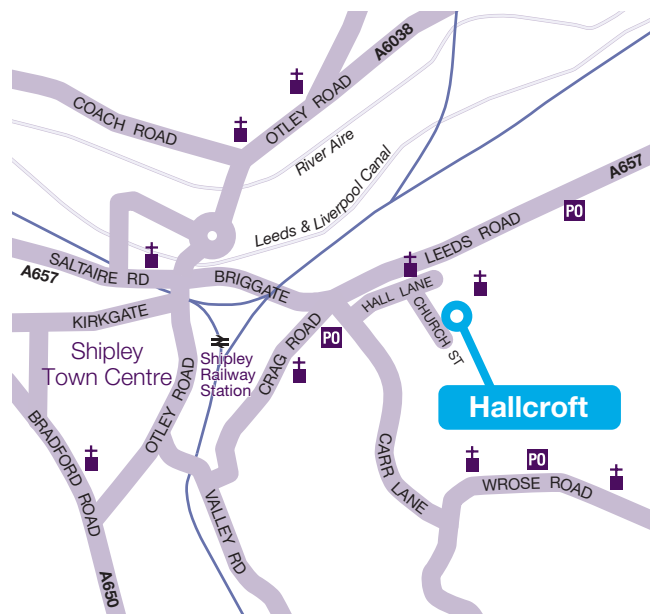 A6038
COACH ROAD
OTLEY ROAD
River Aire
A657
PO
Leeds & Liverpool Canal
LEEDS ROAD
A657
SALTAIRE RD
BRIGGATE
HALL LANE
CHURCH ST
KIRKGATE
PO
CRAG ROAD
Shipley
Town Centre
Shipley
Railway
Station
Hallcroft
OTLEY ROAD
BRADFORD ROAD
CARR LANE
PO
WROSE ROAD
VALLEY RD
A650